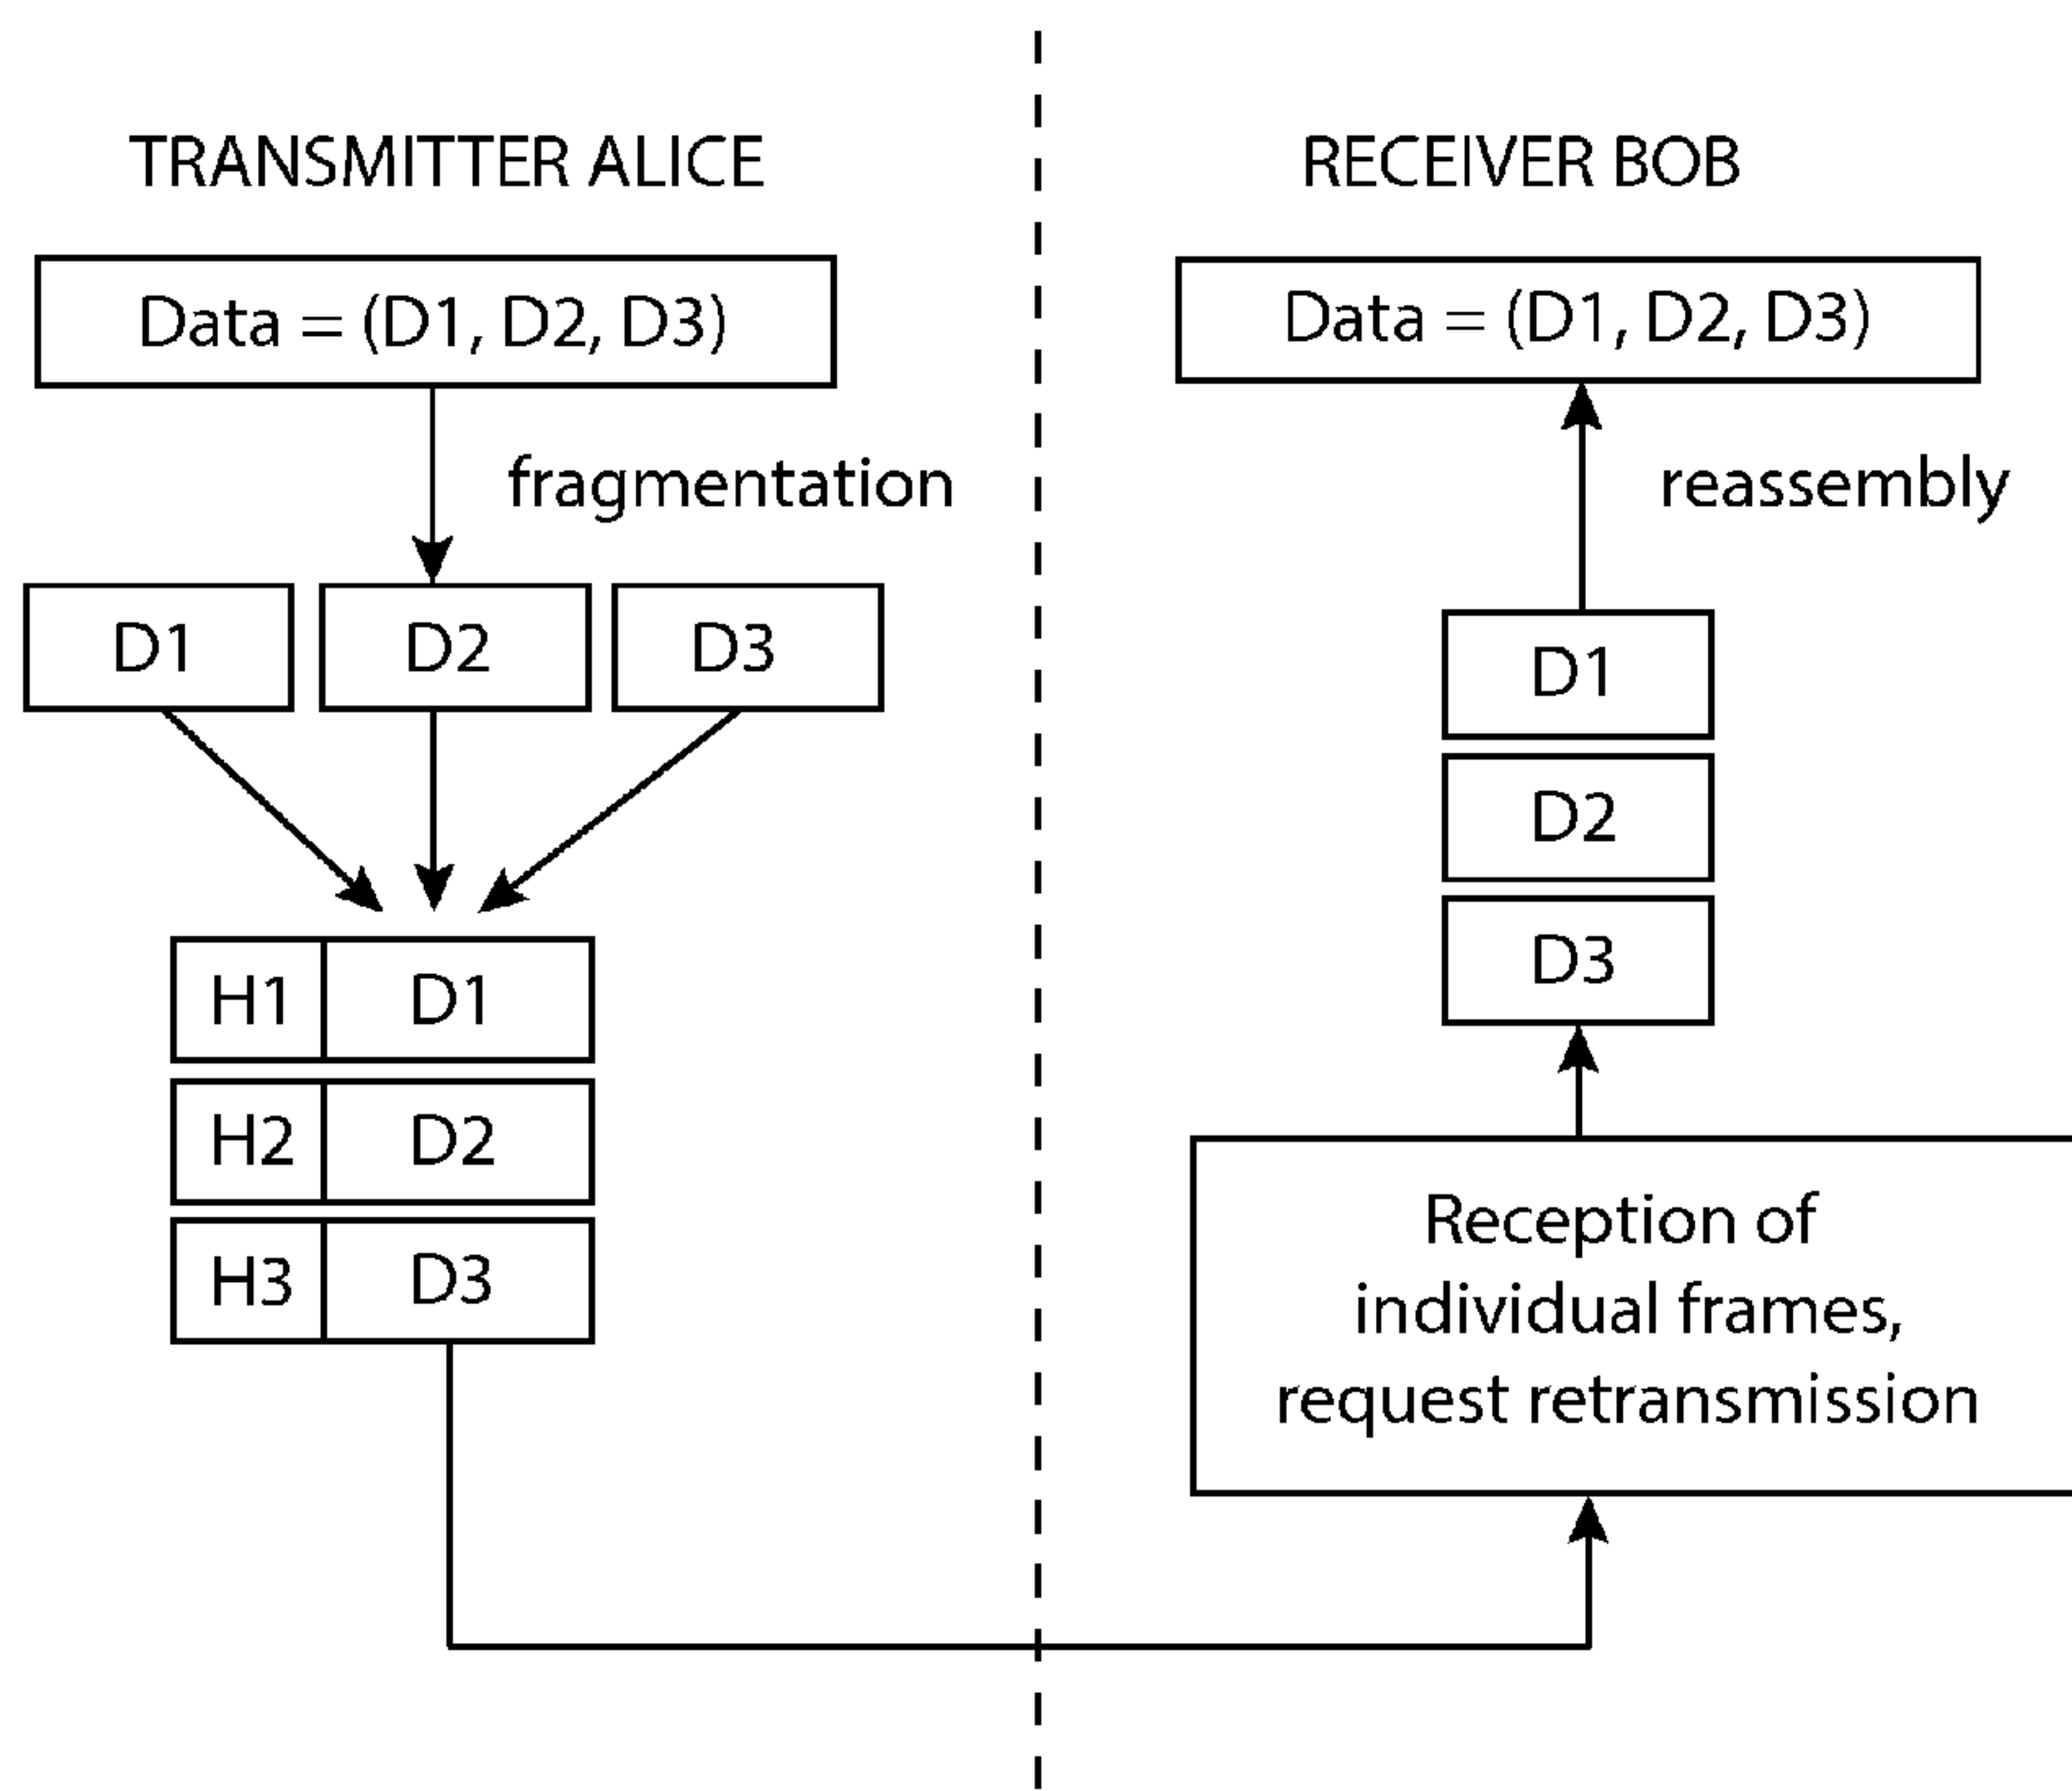 TRANSMITTER ALICE
Data = (D1, D2, D3)
fragmentation
D1
D2
D3
H1
D1
H2
D2
H3
D3
RECEIVER BOB
Data = (D1, D2, D3)
reassembly
D1
D2
D3
Reception of
individual frames,
request retransmission